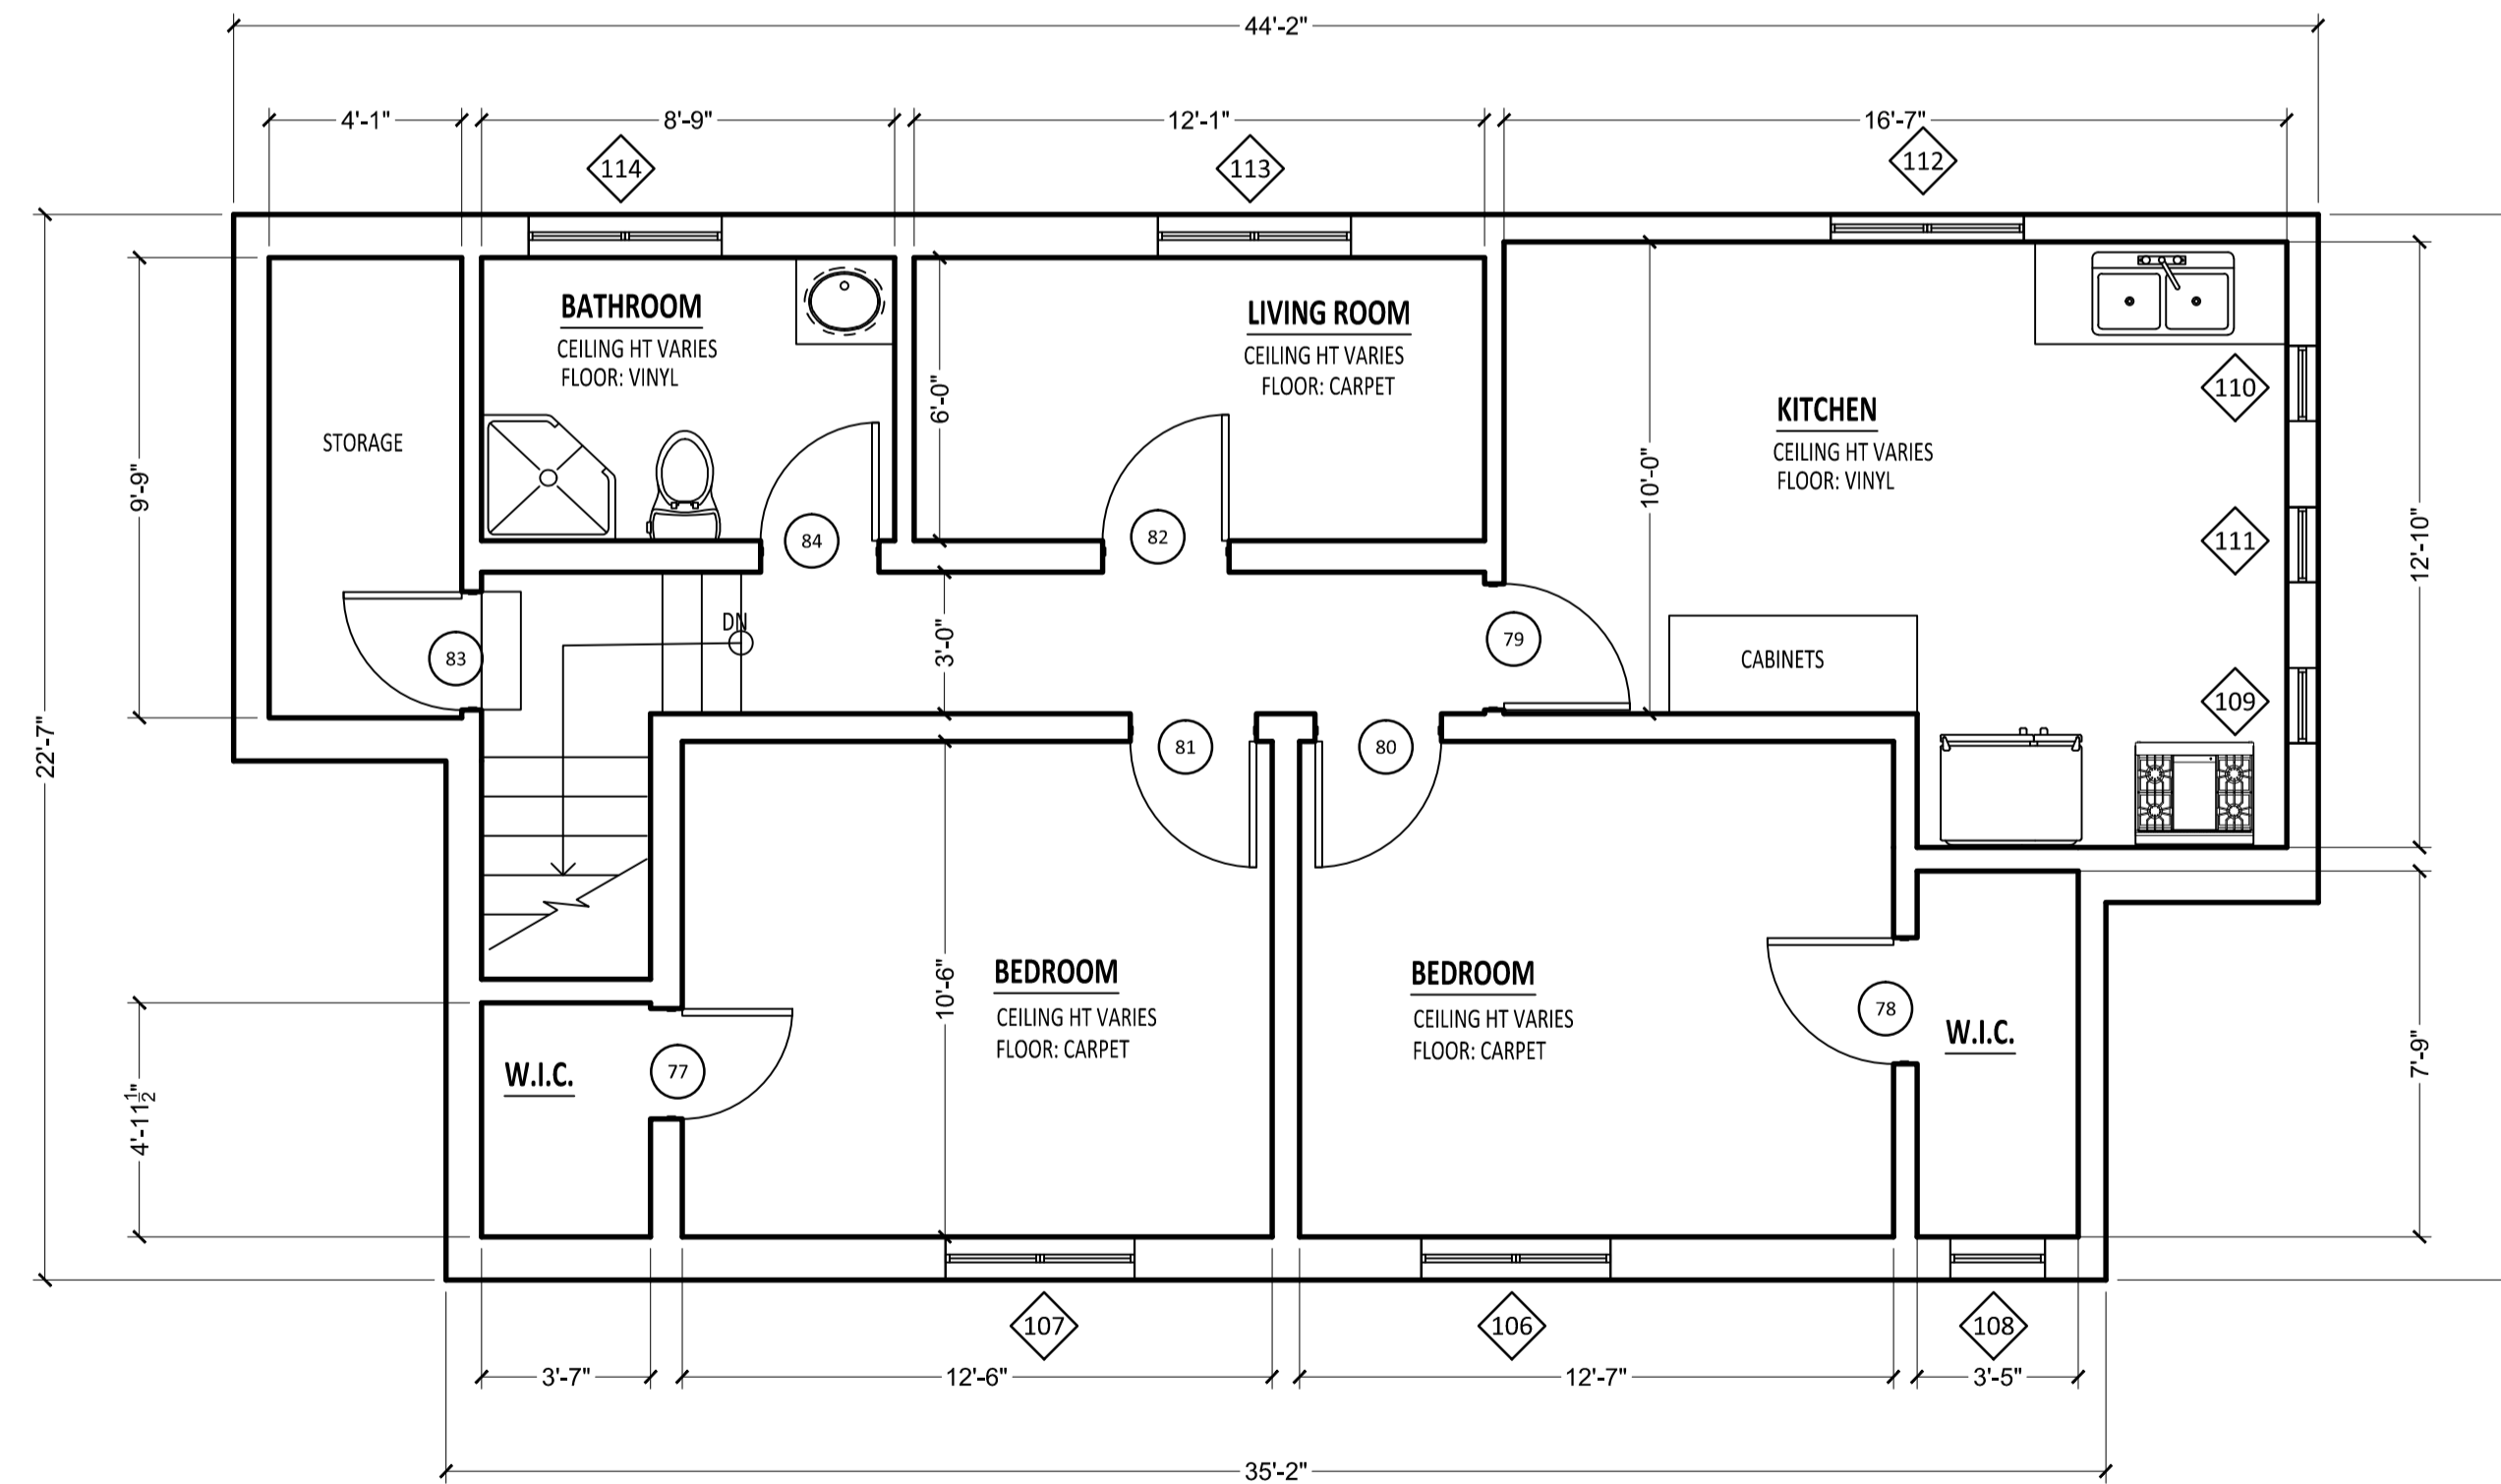 44'-2"
4'-1"
8'-9"
12'-1"
16'-7"
114
113
112
BATHROOM
CEILING HT VARIES
FLOOR: VINYL
LIVING ROOM
CEILING HT VARIES
FLOOR: CARPET
KITCHEN
CEILING HT VARIES
FLOOR: VINYL
STORAGE
110
111
109
6'-0"
10'-0"
9'-9"
12'-10"
22'-7"
84
82
DN
83
3'-0"
79
CABINETS
81
80
BEDROOM
CEILING HT VARIES
FLOOR: CARPET
BEDROOM
CEILING HT VARIES
FLOOR: CARPET
10'-6"
78
W.I.C.
W.I.C.
77
4'-11 1/2"
7'-9"
107
106
108
3'-7"
12'-6"
12'-7"
3'-5"
35'-2"